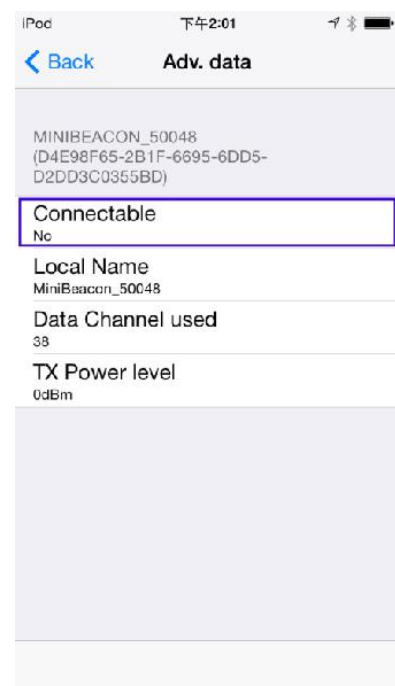 iPod 下午2:01
Back Adv. data
MINIBEACON_50048
(D4E98F65-2B1F-6695-6DD5-
D2DD3C0355BD)
Connectable
No
Local Name
MiniBeacon_50048
Data Channel used
38
TX Power level
0dBm